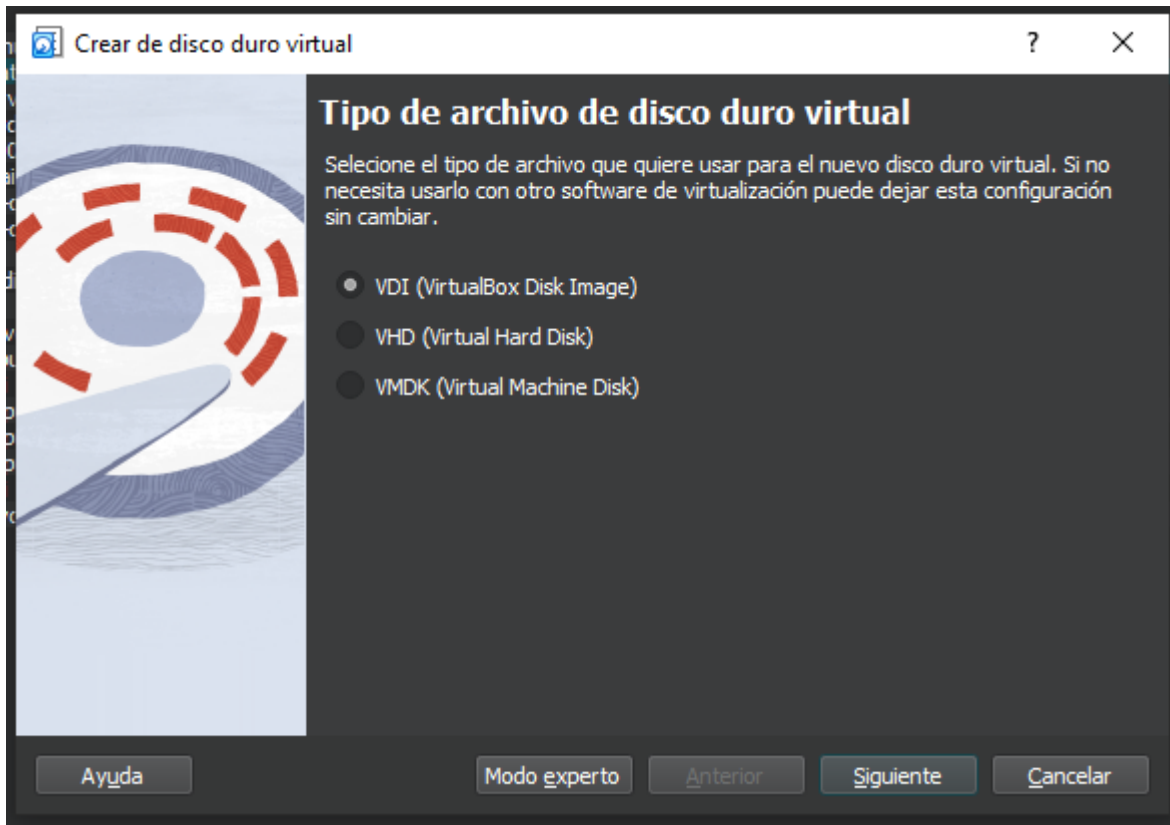 Crear de disco duro virtual
?
Tipo de archivo de disco duro virtual
Selecione el tipo de archivo que quiere usar para el nuevo disco duro virtual. Si no
necesita usarlo con otro software de virtualización puede dejar esta configuración
sin cambiar.
VDI (VirtualBox Disk Image)
VHD (Virtual Hard Disk)
VMDK (Virtual Machine Disk)
Ayuda
Modo experto
Anterior
Siguiente
Cancelar